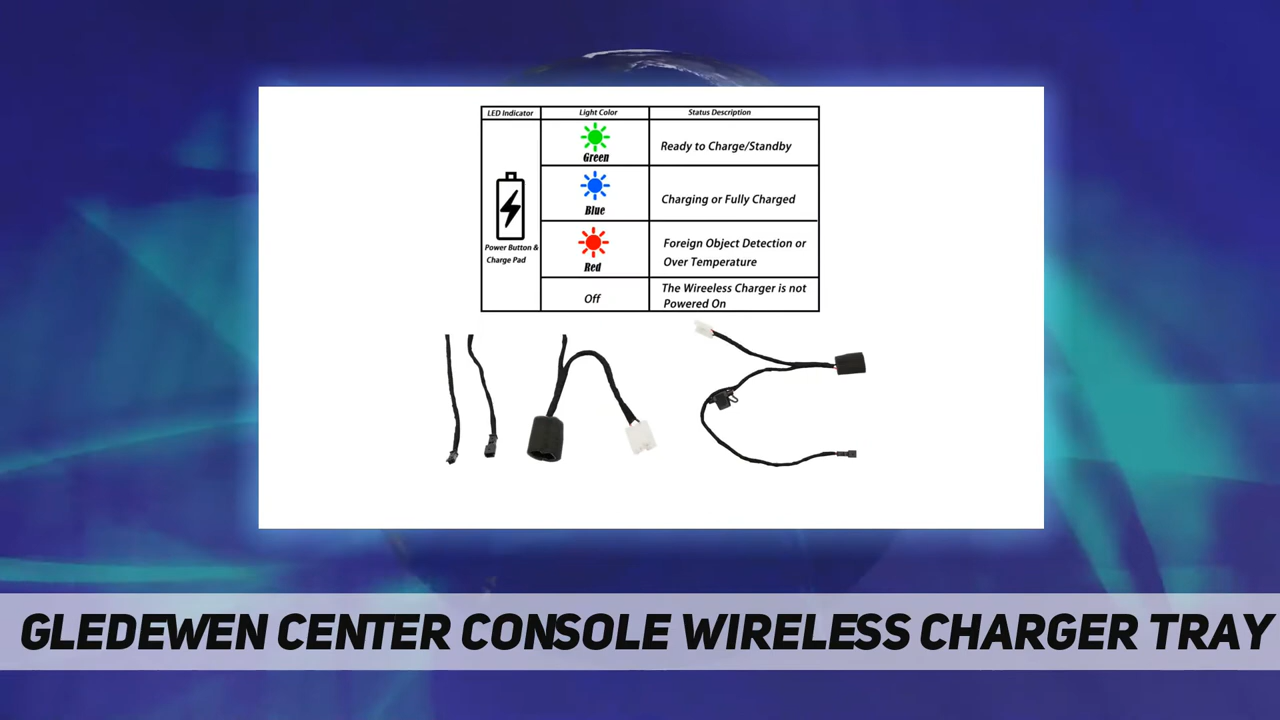 LED Indicator Light Color Status Description
Green
Ready to Charge/Standby
Blue
Charging or Fully Charged
Power Button &
Charge Pad
Red
Foreign Object Detection or
Over Temperature
Off
The Wireeless Charger is not
Powered On
GLEDEWEN CENTER CONSOLE WIRELESS CHARGER TRAY